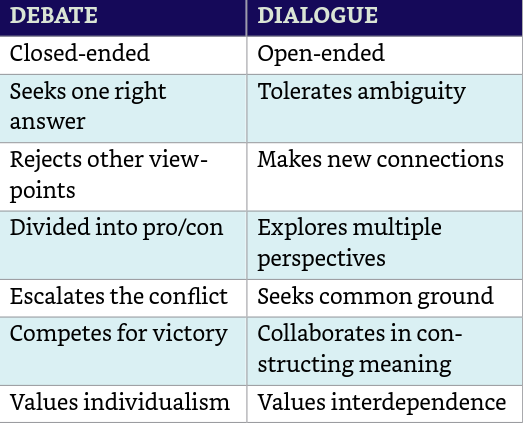 DEBATE DIALOGUE
Closed-ended Open-ended
Seeks one right Tolerates ambiguity
answer
Rejects other view- Makes new connections
points
Divided into pro/con Explores multiple
perspectives
Escalates the conflict Seeks common ground
Competes for victory Collaborates in con-
structing meaning
Values individualism Values interdependence